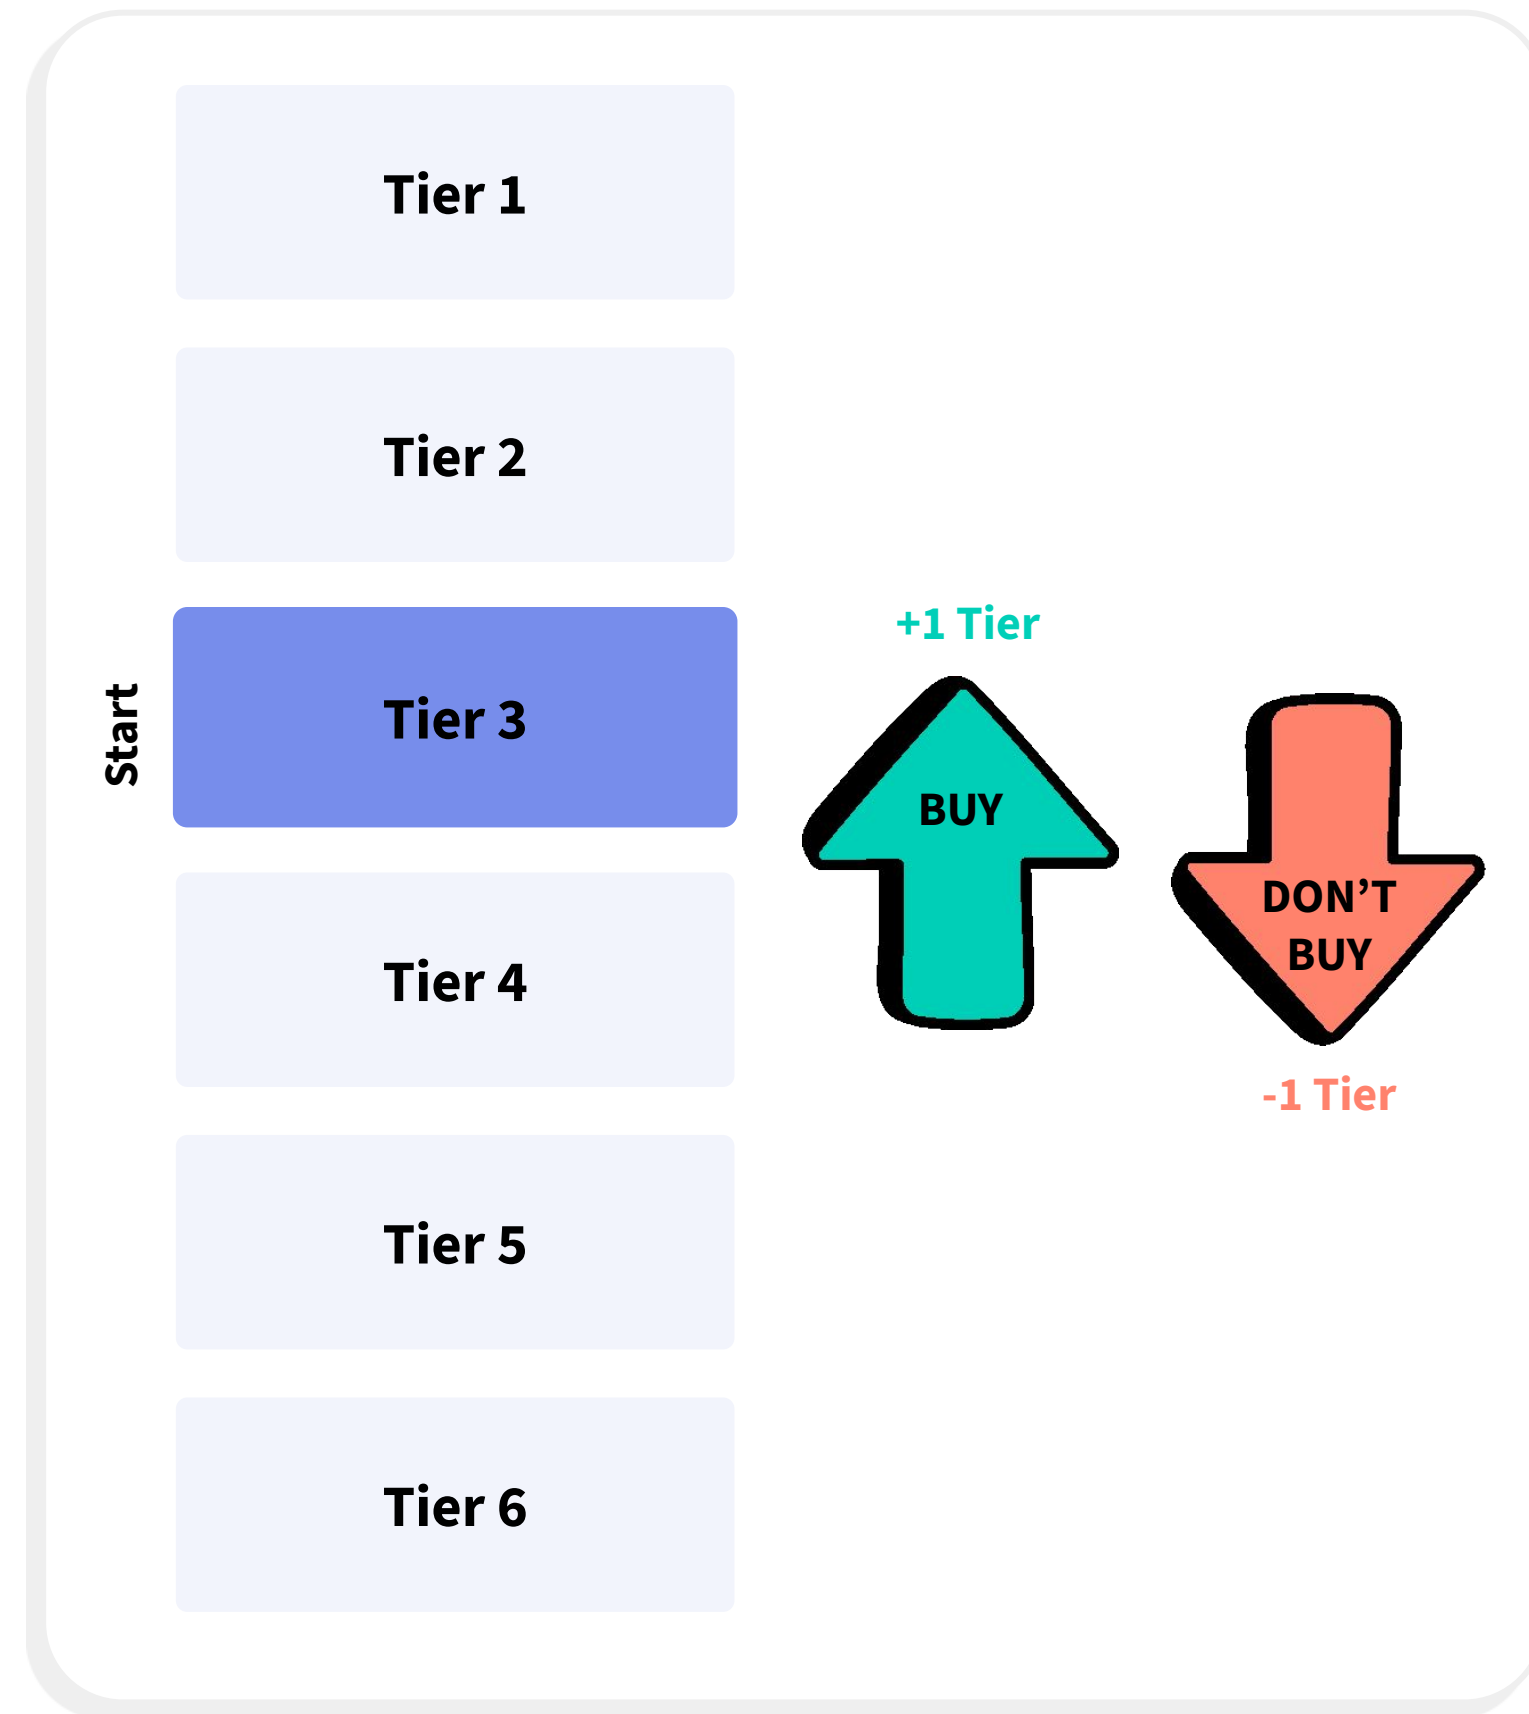 Tier 1
Tier 2
Start
Tier 3
+1 Tier
BUY
DON’T
BUY
-1 Tier
Tier 4
Tier 5
Tier 6